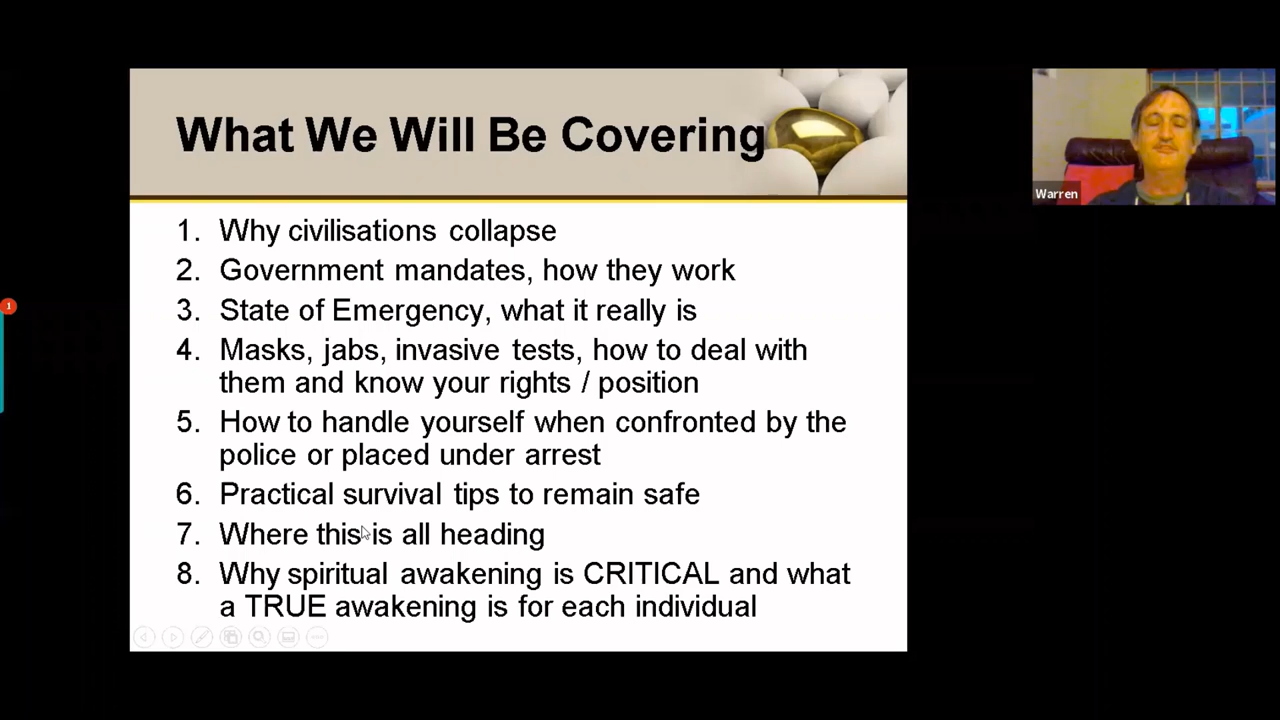 What We Will Be Covering
Warren
1. Why civilisations collapse
2. Government mandates, how they work
3. State of Emergency, what it really is
1
4. Masks, jabs, invasive tests, how to deal with
them and know your rights / position
5. How to handle yourself when confronted by the
police or placed under arrest
6. Practical survival tips to remain safe
7. Where this is all heading
8. Why spiritual awakening is CRITICAL and what
a TRUE awakening is for each individual